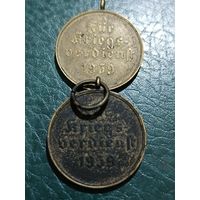 Für
Kriegs-
Verdienst
1939
Kriegs-
Verdienst
1939